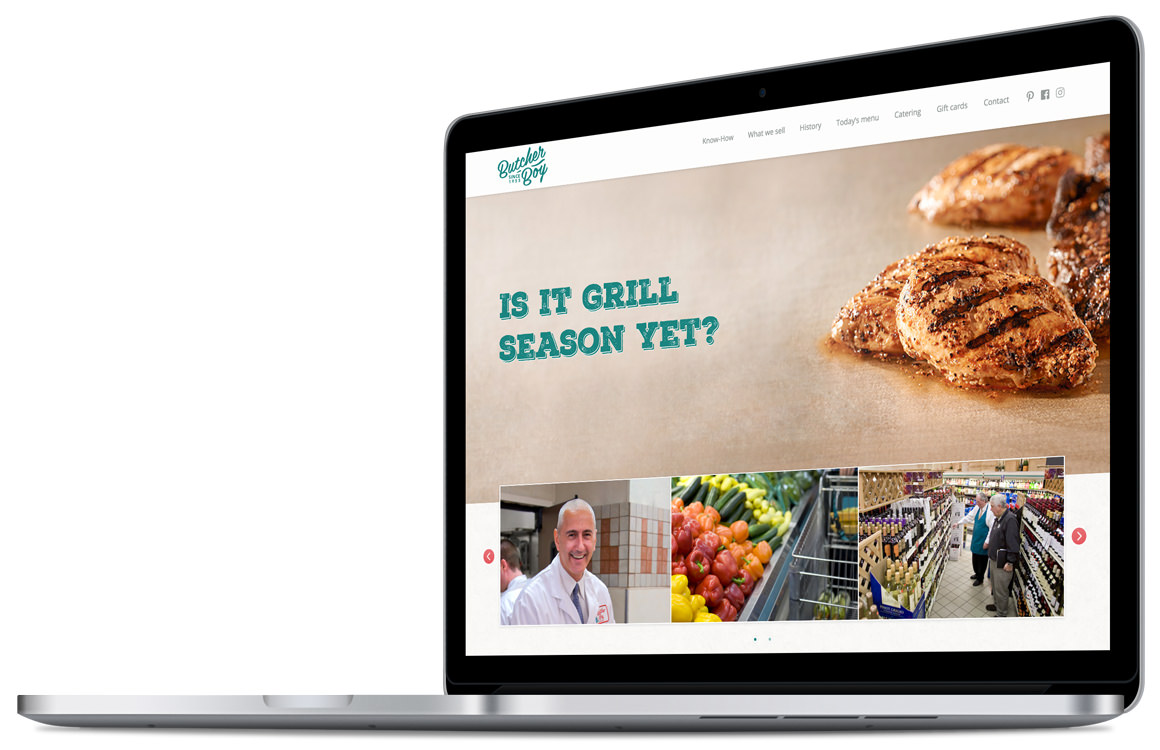 Know-How What we sell History Today's menu Catering Gift cards Contact
Butcher
SINCE
1953
Boy
IS IT GRILL
SEASON YET?